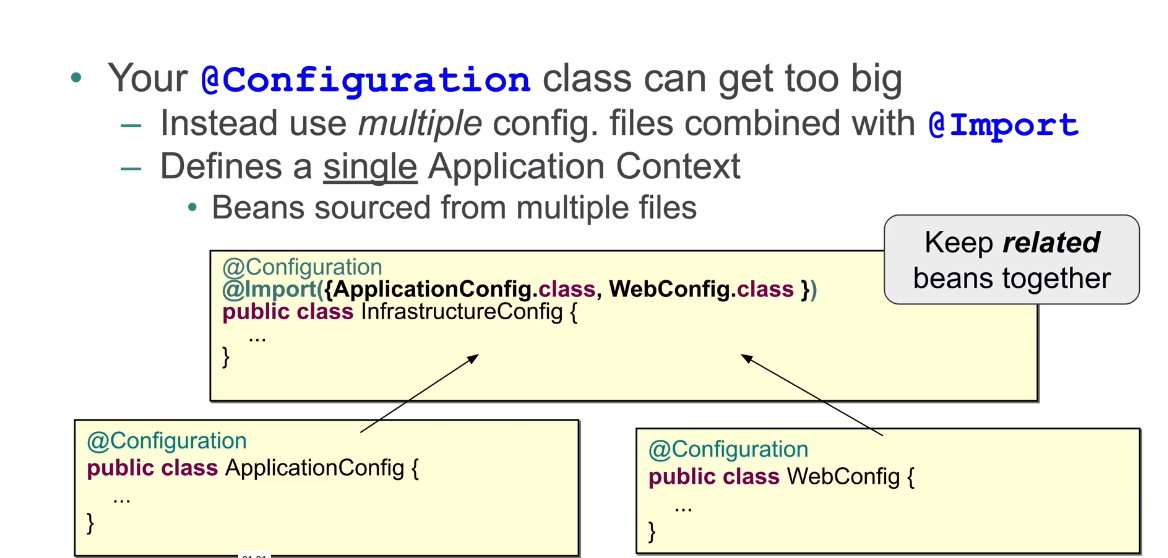 • Your @Configuration class can get too big
– Instead use multiple config. files combined with @Import
– Defines a single Application Context
• Beans sourced from multiple files
Keep related
beans together
@Configuration
@Import({ApplicationConfig.class, WebConfig.class })
public class InfrastructureConfig {
...
}
@Configuration
public class ApplicationConfig {
...
}
@Configuration
public class WebConfig {
...
}